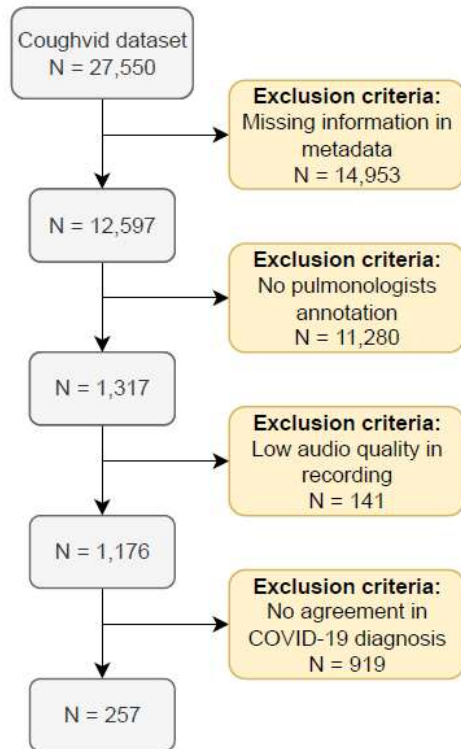 Coughvid dataset
N = 27,550
Exclusion criteria:
Missing information in
metadata
N = 14,953
N = 12,597
Exclusion criteria:
No pulmonologists
annotation
N = 11,280
N = 1,317
Exclusion criteria:
Low audio quality in
recording
N = 141
N = 1,176
Exclusion criteria:
No agreement in
COVID-19 diagnosis
N = 919
N = 257